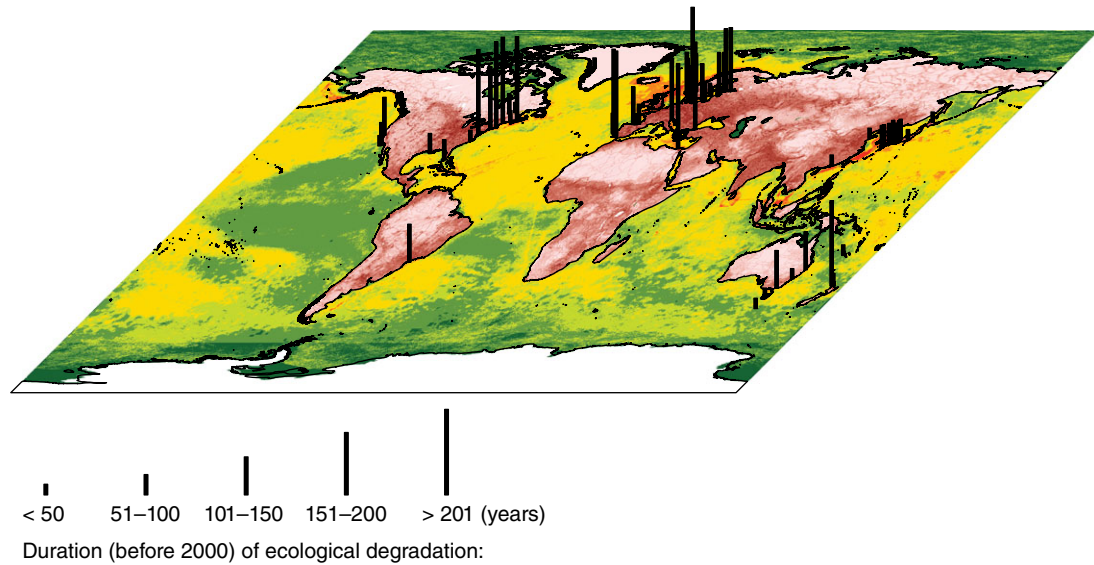 < 50 51–100 101–150 151–200 > 201 (years)
Duration (before 2000) of ecological degradation: